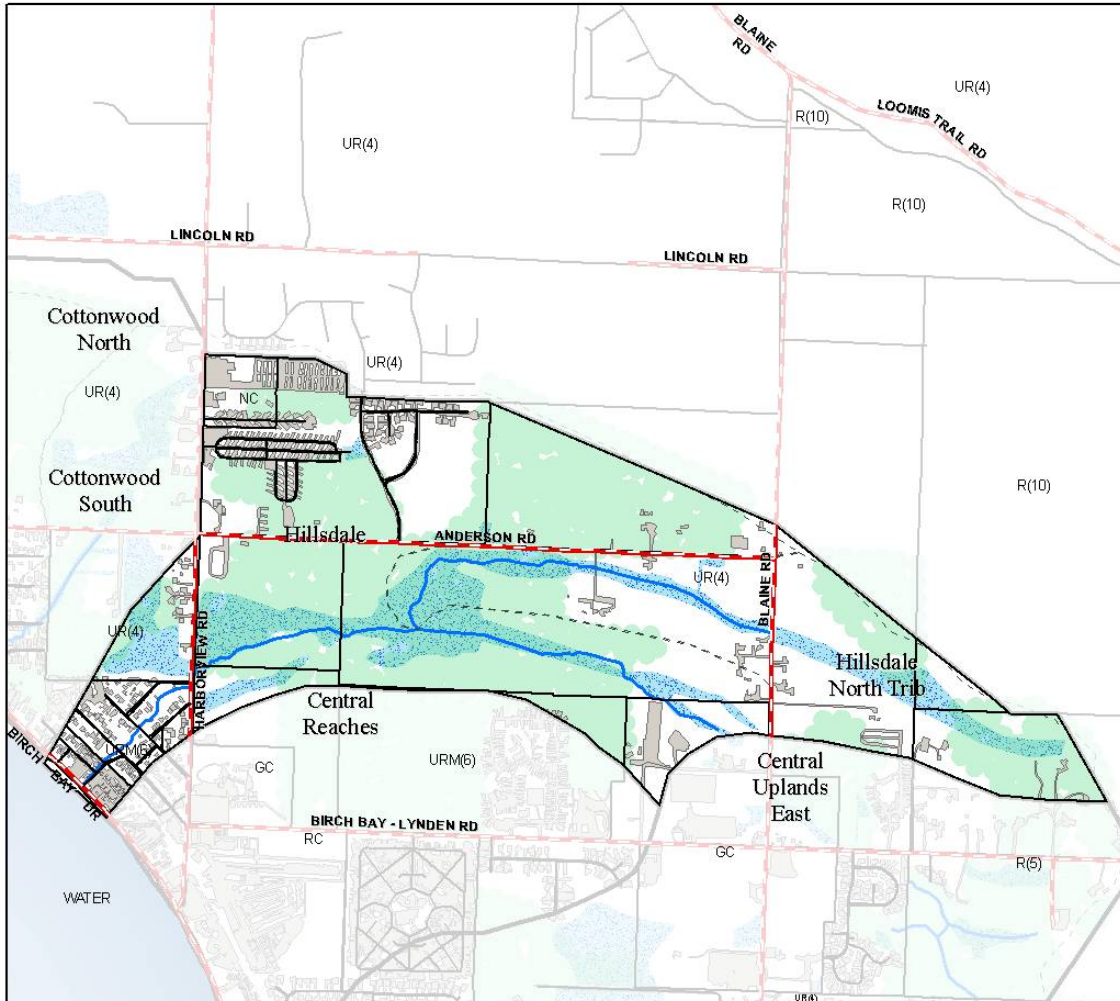 BLAINE
RD
UR(4)
LOOMIS TRAIL RD
R(10)
UR(4)
R(10)
LINCOLN RD
LINCOLN RD
Cottonwood
North
UR(4)
UR(4)
NC
Cottonwood
South
R(10)
Hillsdale
ANDERSON RD
UR(4)
BLAINE RD
UR(4)
HARBORVIEW RD
Hillsdale
North Trib
Central
Reaches
URM(6)
BIRCH BAY DR
GC
URM(6)
Central
Uplands
East
BIRCH BAY - LYNDEN RD
RC
GC
R(5)
WATER
UR(4)